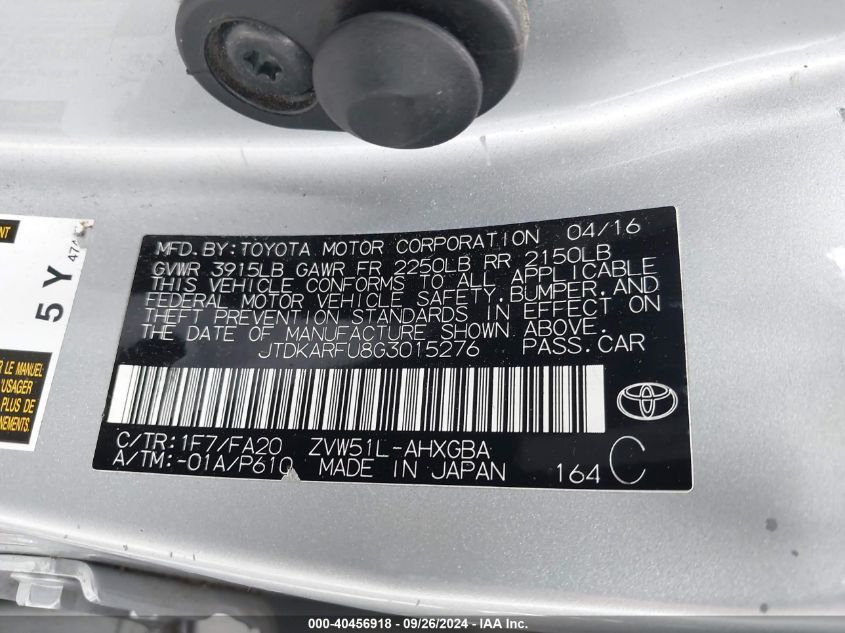 MFD.BY:TOYOTA MOTOR CORPORATION 04/16
GVWR 3915LB GAWR FR 2250LB RR 2150LB
THIS VEHICLE CONFORMS TO ALL APPLICABLE
FEDERAL MOTOR VEHICLE SAFETY,BUMPER,AND
THEFT PREVENTION STANDARDS IN EFFECT ON
THE DATE OF MANUFACTURE SHOWN ABOVE.
JTDKARFU8G3015276 PASS.CAR
C/TR:1F7/FA20 ZVW51L-AHXGBA
A/TM:-01A/P610 MADE IN JAPAN 164 C
5 Y
R LE MANUEL
USAGER
PLUS DE
NEMENTS.
000-40456918 - 09/26/2024 - IAA Inc.